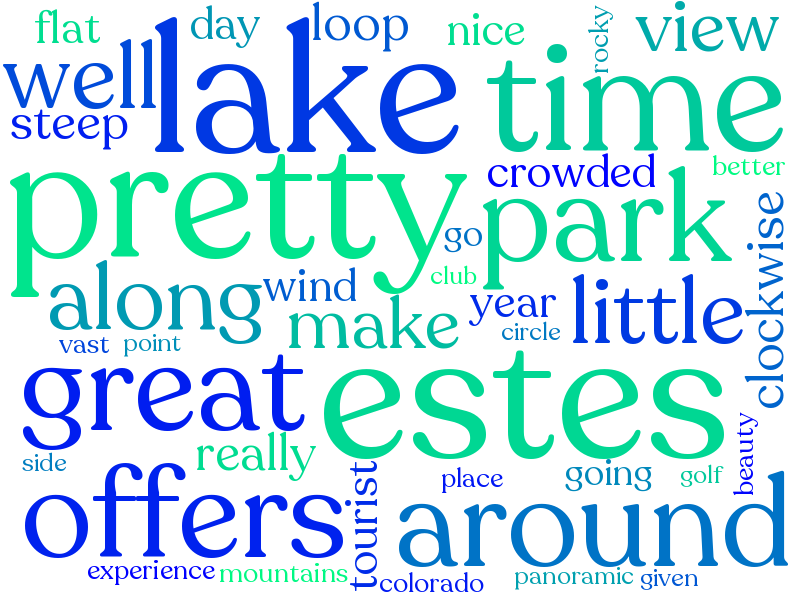 flat
day
loop
nice
rocky
view
well
lake
time
steep
crowded
better
pretty
park
clockwise
go
club
along
wind
make
year
little
circle
vast
point
great
estes
really
side
beauty
offers
tourist
place
going
golf
around
experience
mountains
colorado
panoramic
given